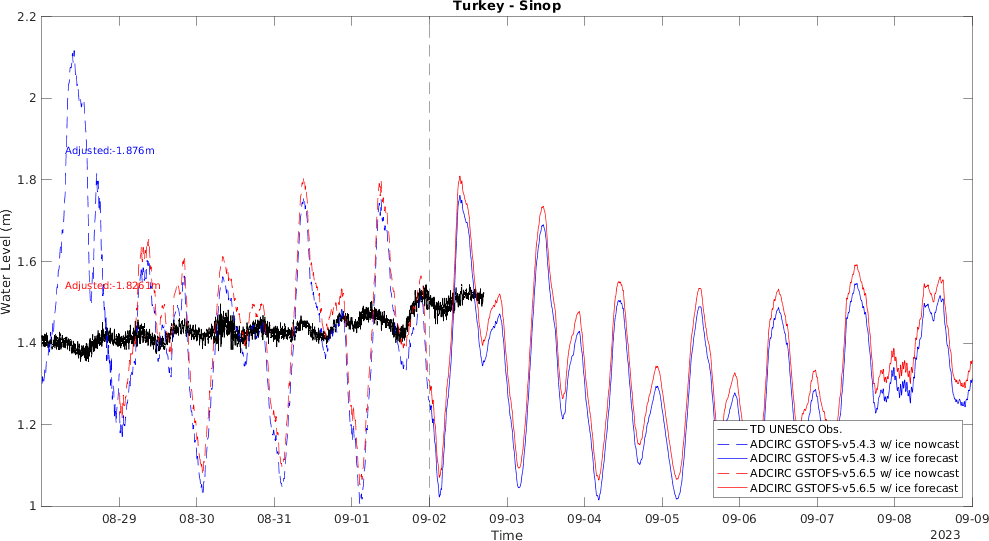 Turkey - Sinop
2.2
2
1.8
1.6
1.4
1.2
1
Water Level (m)
Adjusted:-1.876m
Adjusted:-1.8261m
TD UNESCO Obs.
ADCIRC GSTOFS-v5.4.3 w/ ice nowcast
ADCIRC GSTOFS-v5.4.3 w/ ice forecast
ADCIRC GSTOFS-v5.6.5 w/ ice nowcast
ADCIRC GSTOFS-v5.6.5 w/ ice forecast
08-29 08-30 08-31 09-01 09-02 09-03 09-04 09-05 09-06 09-07 09-08 09-09
Time
2023